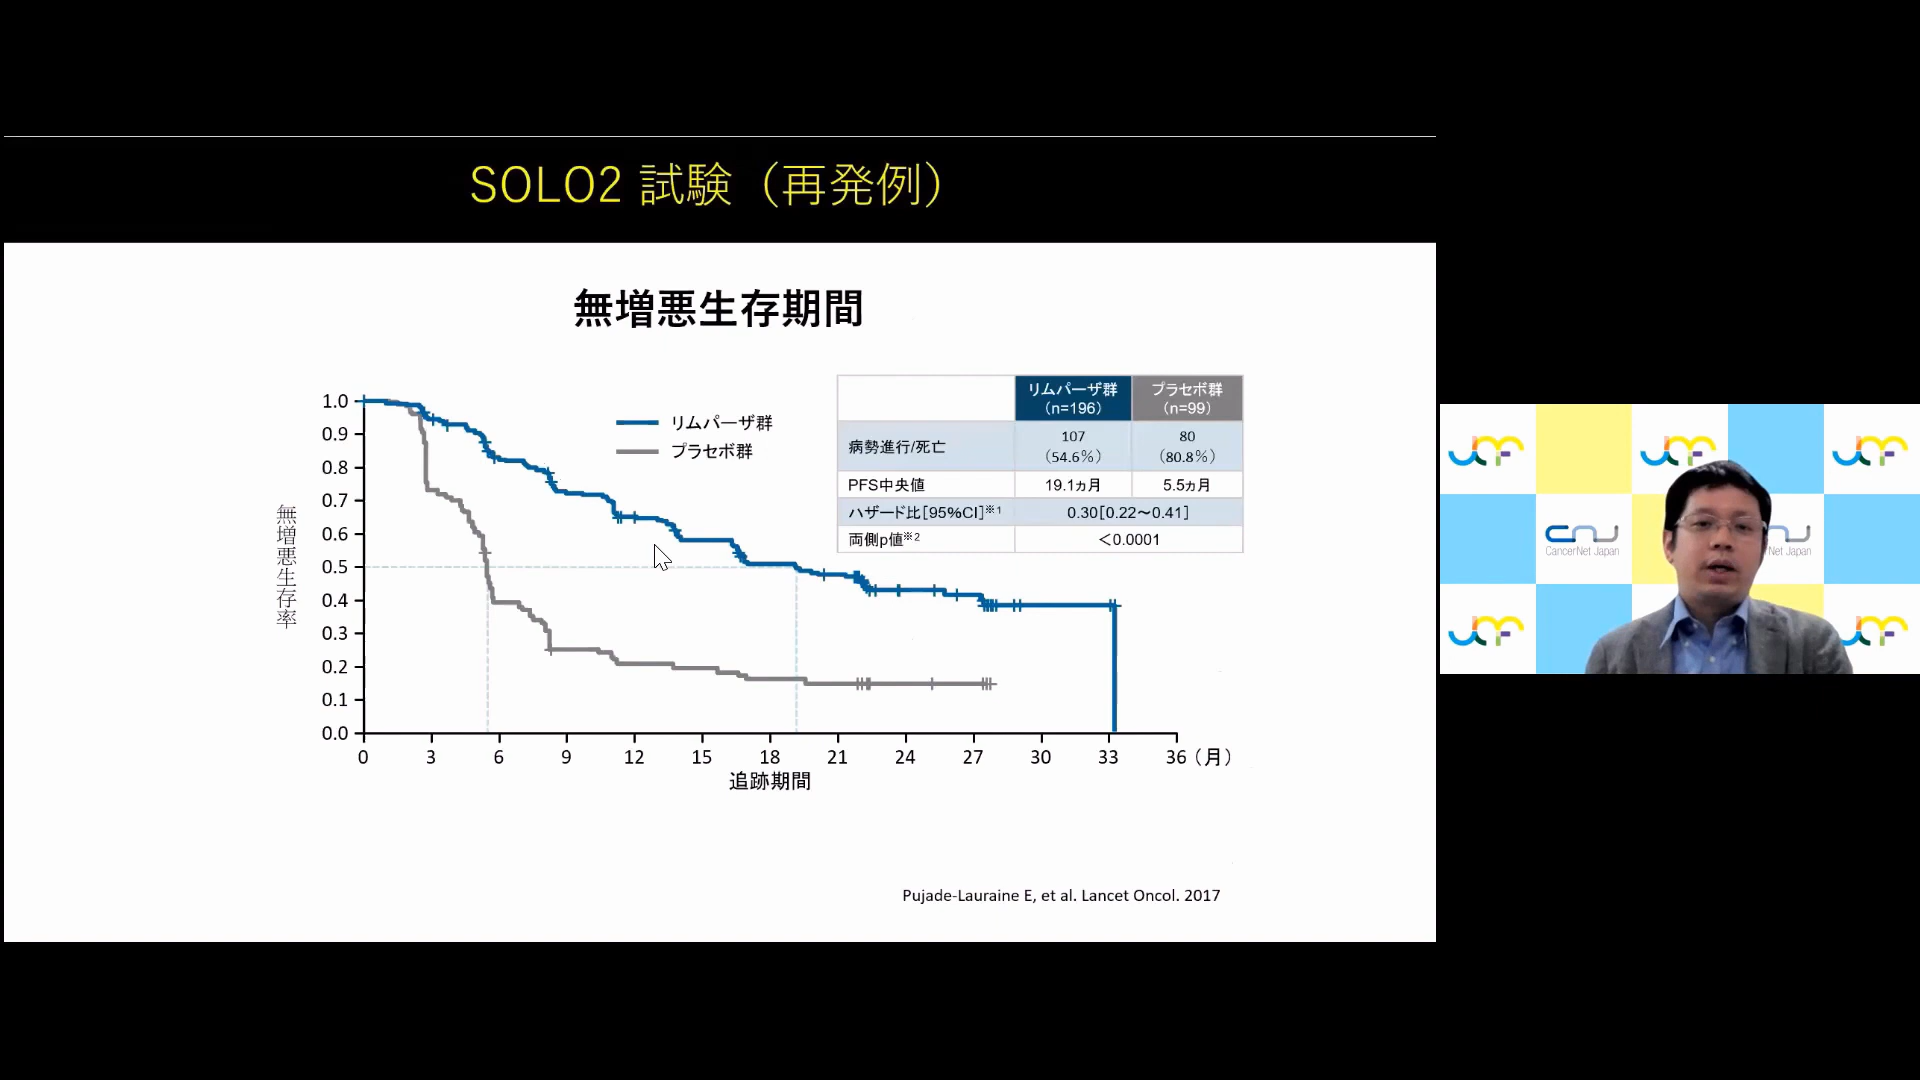 SOLO2 試験（再発例）
無増悪生存期間
リムパーザ群
プラセボ群
リムパーザ群
（n=196）
プラセボ群
（n=99）
病勢進行/死亡
107
（54.6％）
80
（80.8％）
PFS中央値
19.1ヵ月
5.5ヵ月
ハザード比[95%CI]※1
0.30[0.22〜0.41]
両側p値※2
＜0.0001
無増悪生存率
1.0
0.9
0.8
0.7
0.6
0.5
0.4
0.3
0.2
0.1
0.0
0 3 6 9 12 15 18 21 24 27 30 33 36（月）
追跡期間
Pujade-Lauraine E, et al. Lancet Oncol. 2017
CancerNet Japan
Net Japan